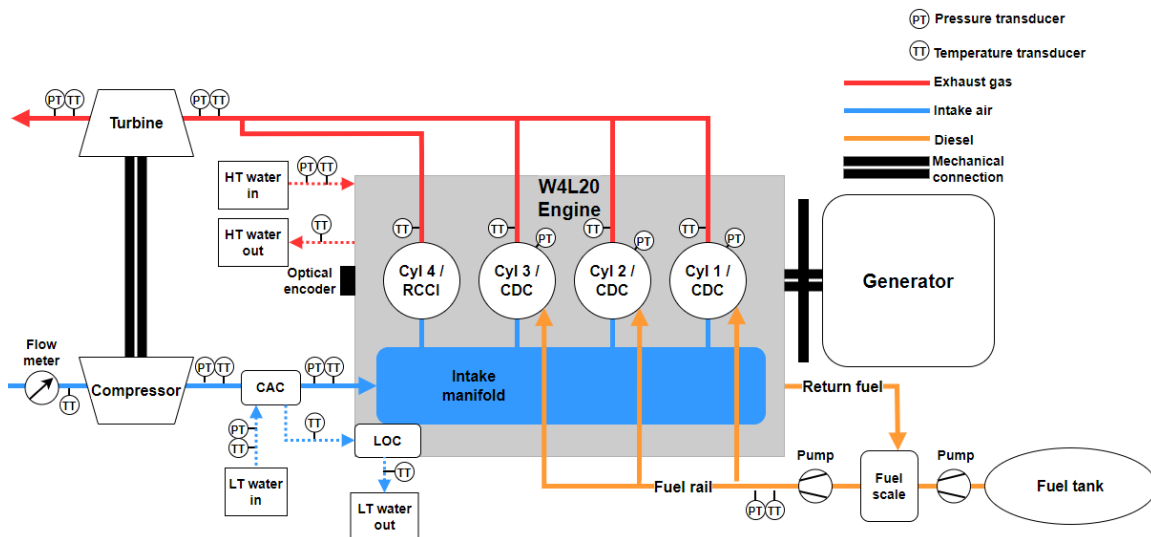 PT
Pressure transducer
TT
Temperature transducer
Exhaust gas
Intake air
Diesel
Mechanical
connection
PT TT
Turbine
PT TT
HT water
in
PT TT
W4L20
Engine
HT water
out
TT
TT
TT
TT
TT
PT
PT
PT
Optical
encoder
Cyl 4 /
RCCI
Cyl 3 /
CDC
Cyl 2 /
CDC
Cyl 1 /
CDC
Generator
Flow
meter
TT
Compressor
PT TT
CAC
PT TT
Intake
manifold
Return fuel
PT
TT
TT
LOC
TT
LT water
in
LT water
out
Fuel rail
PT TT
Pump
Fuel
scale
Pump
Fuel tank